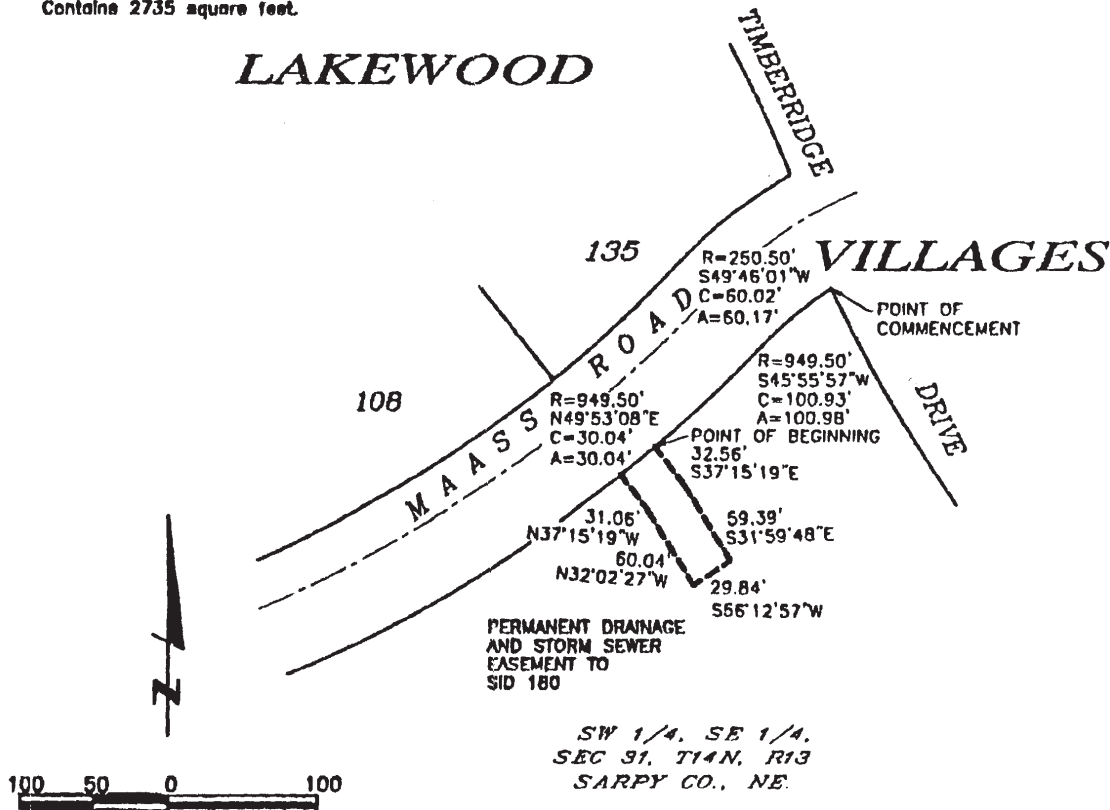 Contains 2735 square feet.
LAKEWOOD
TIMBERRIDGE
135
R=250.50'
S49°46'01"W
C=60.02'
A=60.17'
VILLAGES
POINT OF
COMMENCEMENT
MAASS ROAD
108
R=949.50'
N49°53'08"E
C=30.04'
A=30.04'
R=949.50'
S45°55'57"W
C=100.93'
A=100.98'
DRIVE
POINT OF BEGINNING
32.56'
S37°15'19"E
31.06'
N37°15'19"W
59.39'
S31°59'48"E
60.04'
N32°02'27"W
29.84'
S56°12'57"W
PERMANENT DRAINAGE
AND STORM SEWER
EASEMENT TO
SID 180
N
SW 1/4, SE 1/4,
SEC 31, T14N, R13
SARPY CO., NE.
100 50 0 100